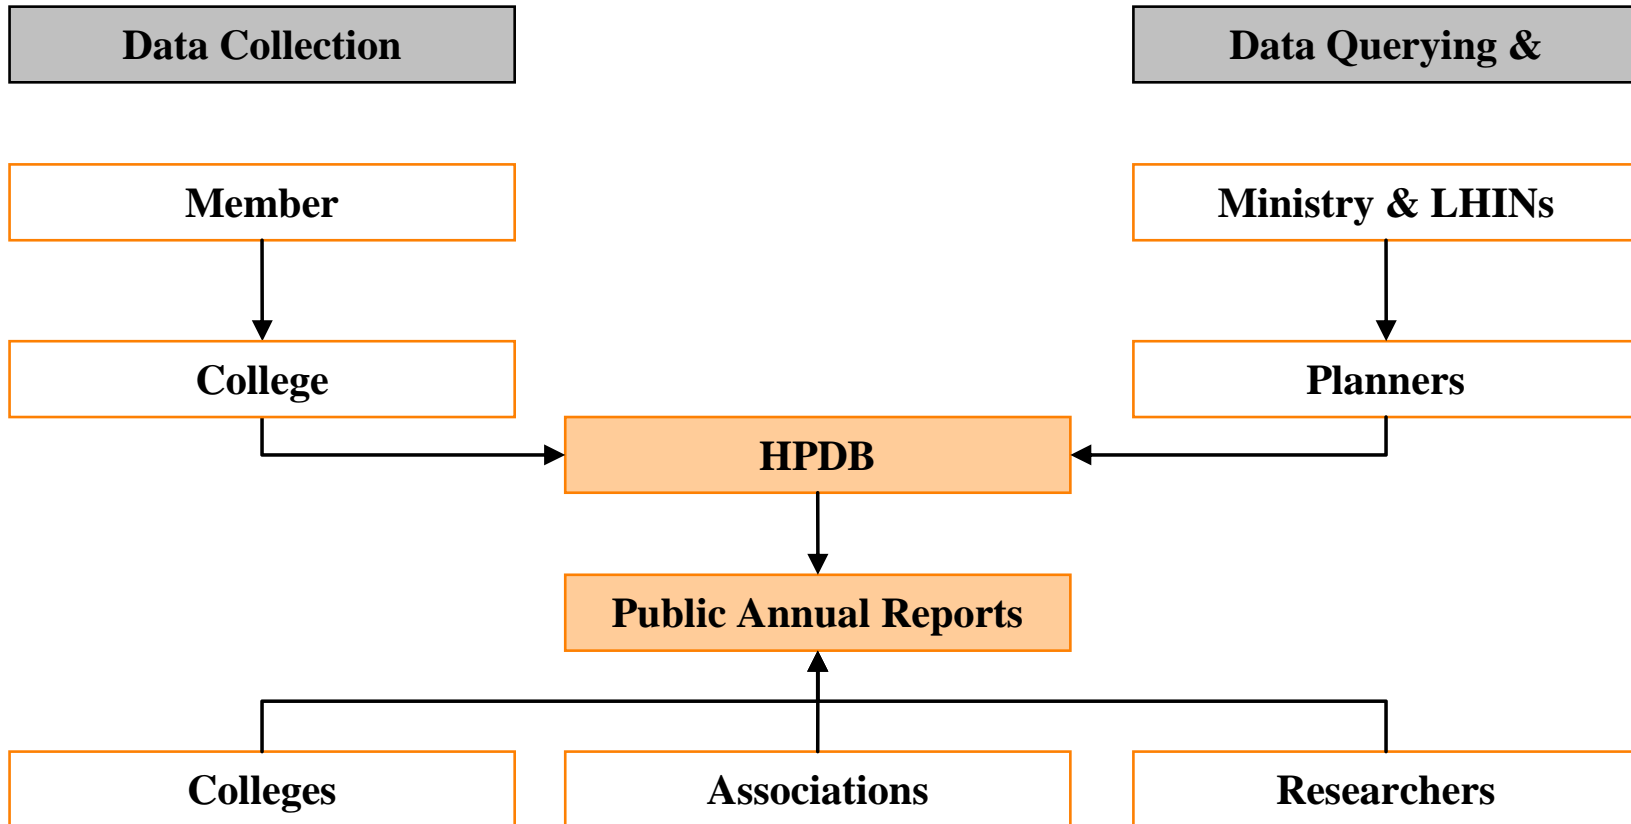 Data Collection
Data Querying &
Member
Ministry & LHINs
College
Planners
HPDB
Public Annual Reports
Colleges
Associations
Researchers